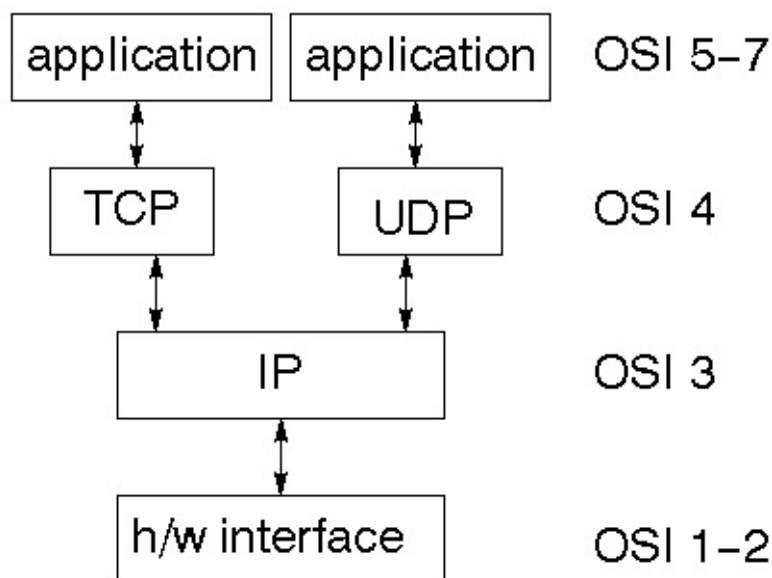 application application OSI 5-7
TCP UDP OSI 4
IP OSI 3
h/w interface OSI 1-2